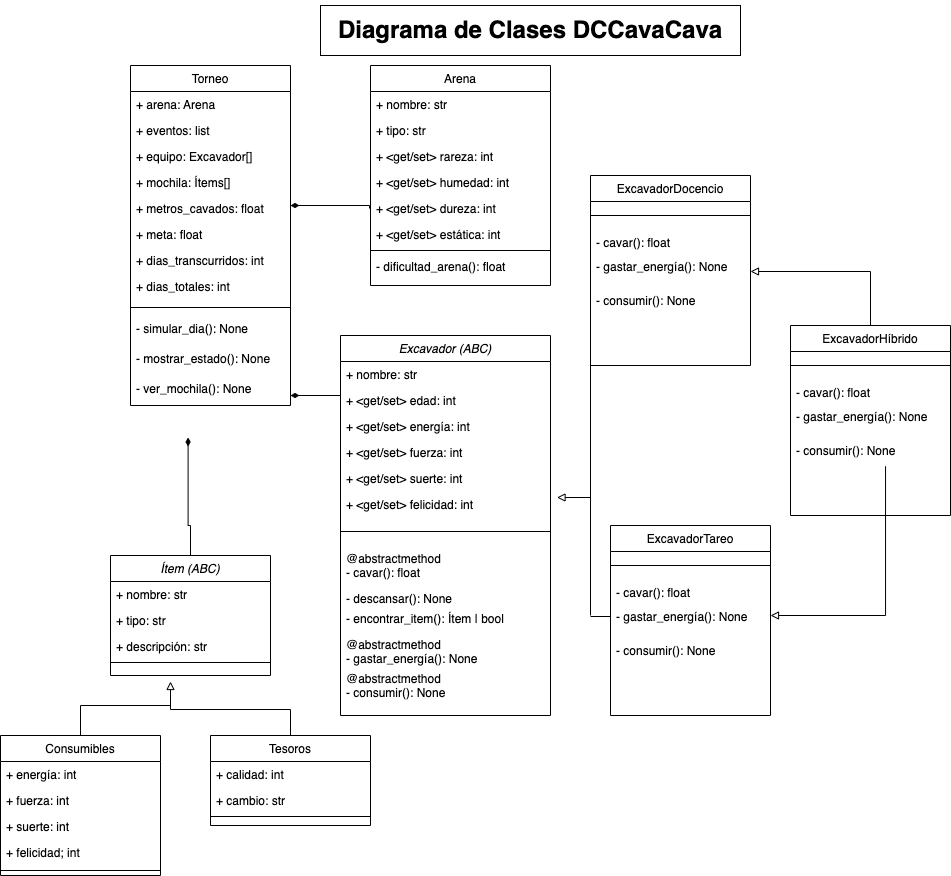 Diagrama de Clases DCCavaCava
Torneo
+ arena: Arena
+ eventos: list
+ equipo: Excavador[]
+ mochila: Ítems[]
+ metros_cavados: float
+ meta: float
+ dias_transcurridos: int
+ dias_totales: int
- simular_dia(): None
- mostrar_estado(): None
- ver_mochila(): None
Arena
+ nombre: str
+ tipo: str
+ <get/set> rareza: int
+ <get/set> humedad: int
+ <get/set> dureza: int
+ <get/set> estática: int
- dificultad_arena(): float
ExcavadorDocencio
- cavar(): float
- gastar_energía(): None
- consumir(): None
ExcavadorHíbrido
- cavar(): float
- gastar_energía(): None
- consumir(): None
Excavador (ABC)
+ nombre: str
+ <get/set> edad: int
+ <get/set> energía: int
+ <get/set> fuerza: int
+ <get/set> suerte: int
+ <get/set> felicidad: int
@abstractmethod
- cavar(): float
- descansar(): None
- encontrar_item(): Ítem | bool
@abstractmethod
- gastar_energía(): None
@abstractmethod
- consumir(): None
ExcavadorTareo
- cavar(): float
- gastar_energía(): None
- consumir(): None
Ítem (ABC)
+ nombre: str
+ tipo: str
+ descripción: str
Consumibles
+ energía: int
+ fuerza: int
+ suerte: int
+ felicidad; int
Tesoros
+ calidad: int
+ cambio: str